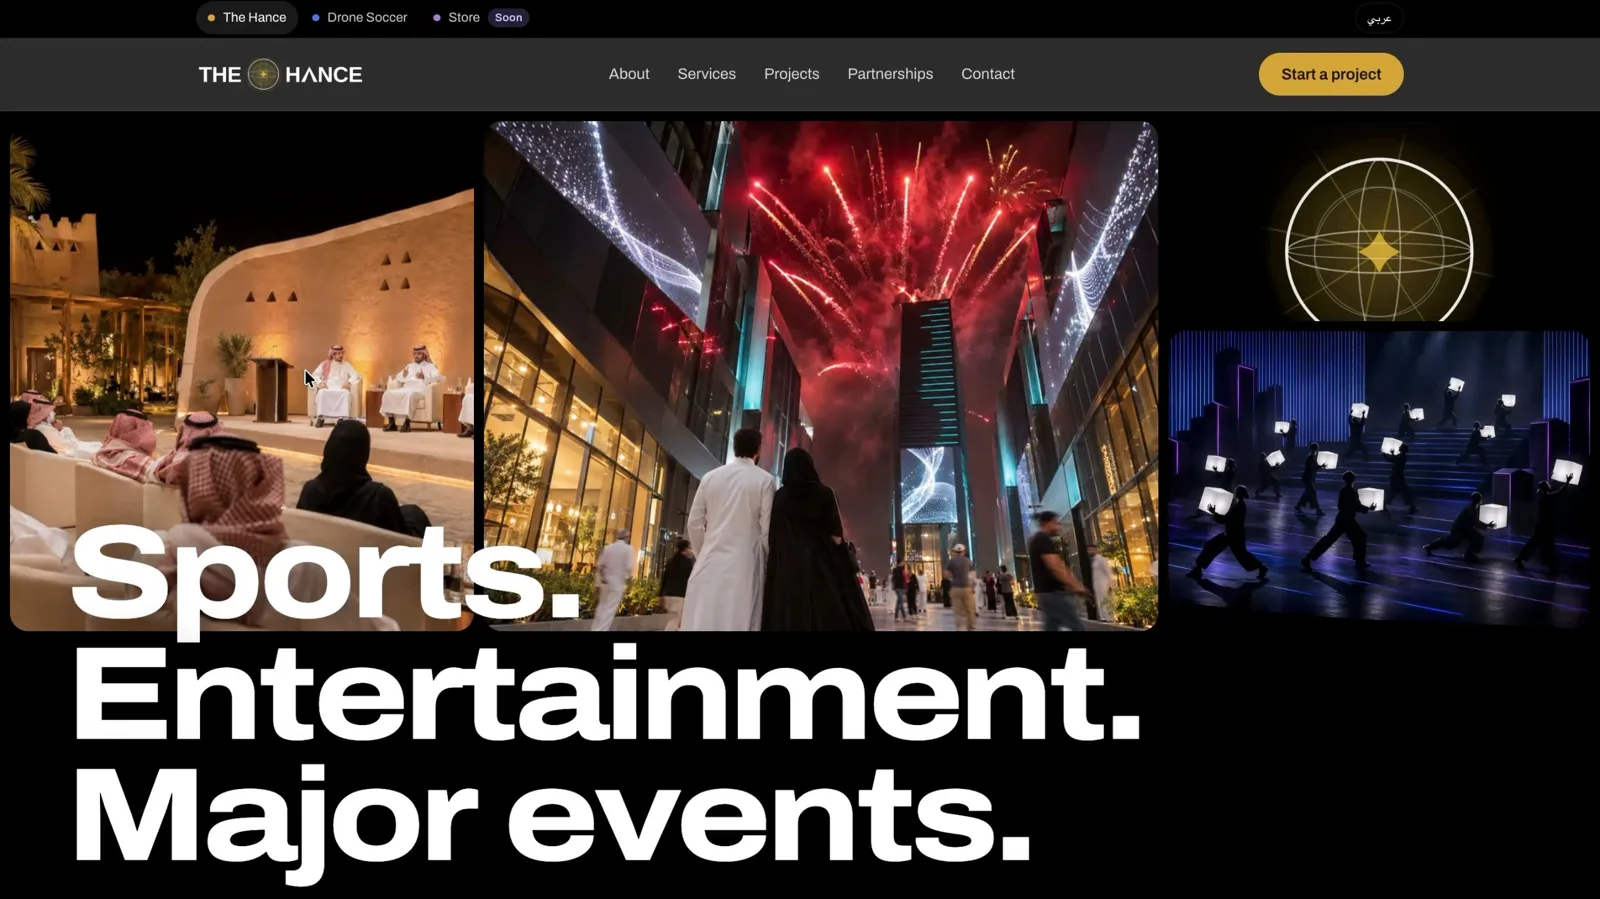 The Hance
Drone Soccer
Store Soon
عربي
THE HΛNCE
About
Services
Projects
Partnerships
Contact
Start a project
Sports.
Entertainment.
Major events.